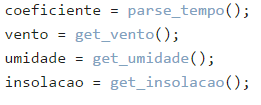 coeficiente = parse_tempo();
vento = get_vento();
umidade = get_umidade();
insolacao = get_insolacao();